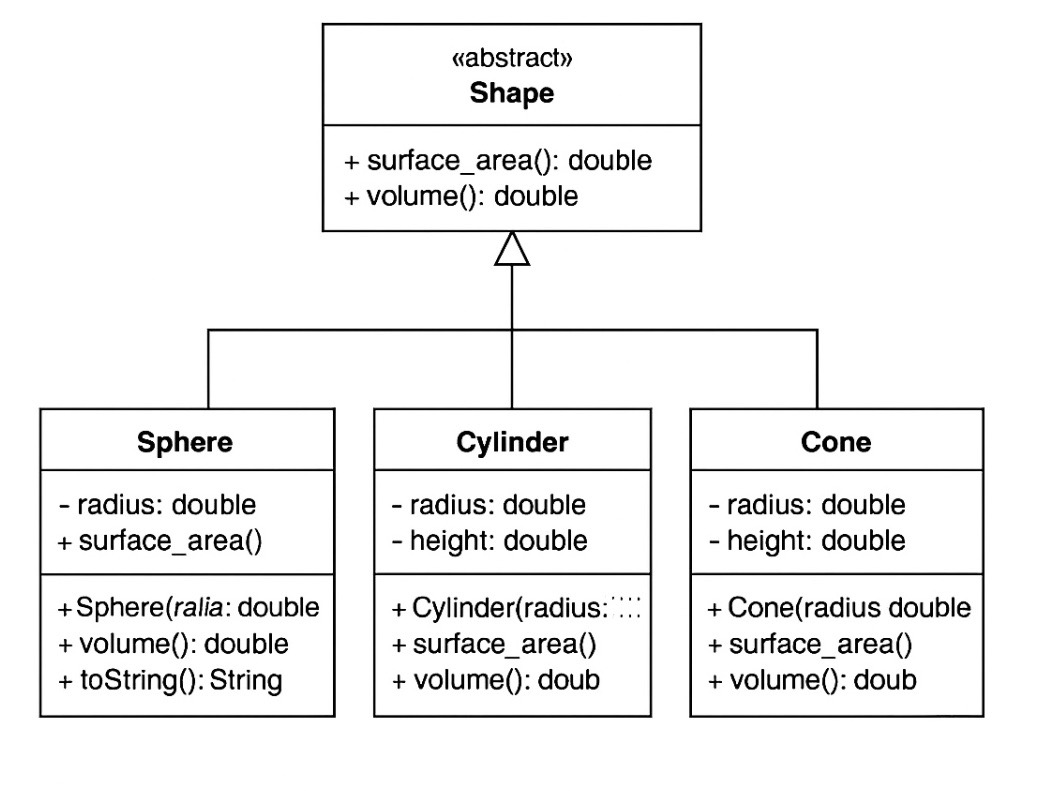 «abstract»
Shape
+ surface_area(): double
+ volume(): double
Sphere
- radius: double
+ surface_area()
+ Sphere(ralia: double
+ volume(): double
+ toString(): String
Cylinder
- radius: double
- height: double
+ Cylinder(radius:
+ surface_area()
+ volume(): doub
Cone
- radius: double
- height: double
+ Cone(radius double
+ surface_area()
+ volume(): doub